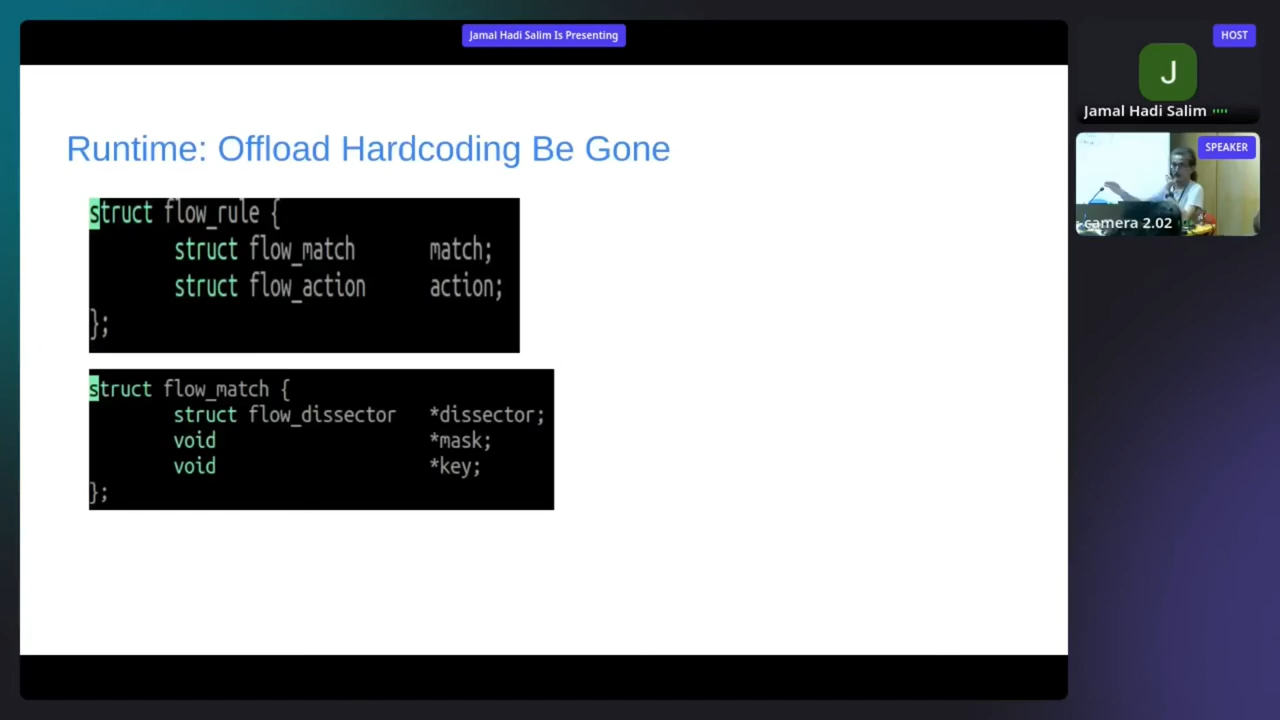 Jamal Hadi Salim Is Presenting
HOST
J
Jamal Hadi Salim
SPEAKER
camera 2.02
Runtime: Offload Hardcoding Be Gone
struct flow_rule {
struct flow_match match;
struct flow_action action;
};
struct flow_match {
struct flow_dissector *dissector;
void *mask;
void *key;
};